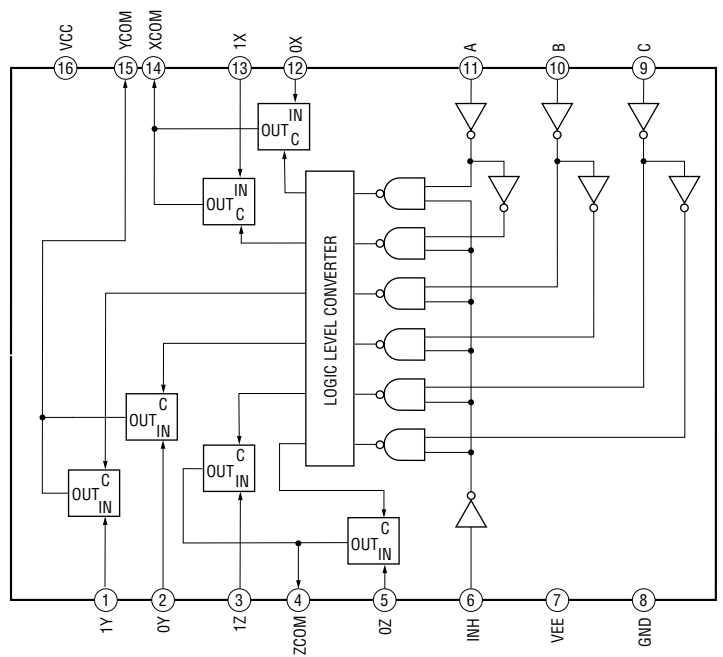 VCC
YCOM
XCOM
1X
0X
A
B
C
16
15
14
13
12
11
10
9
IN
OUT
C
IN
OUT
C
LOGIC LEVEL CONVERTER
C
OUT
IN
C
OUT
IN
C
OUT
IN
C
OUT
IN
1
2
3
4
5
6
7
8
1Y
0Y
1Z
ZCOM
0Z
INH
VEE
GND